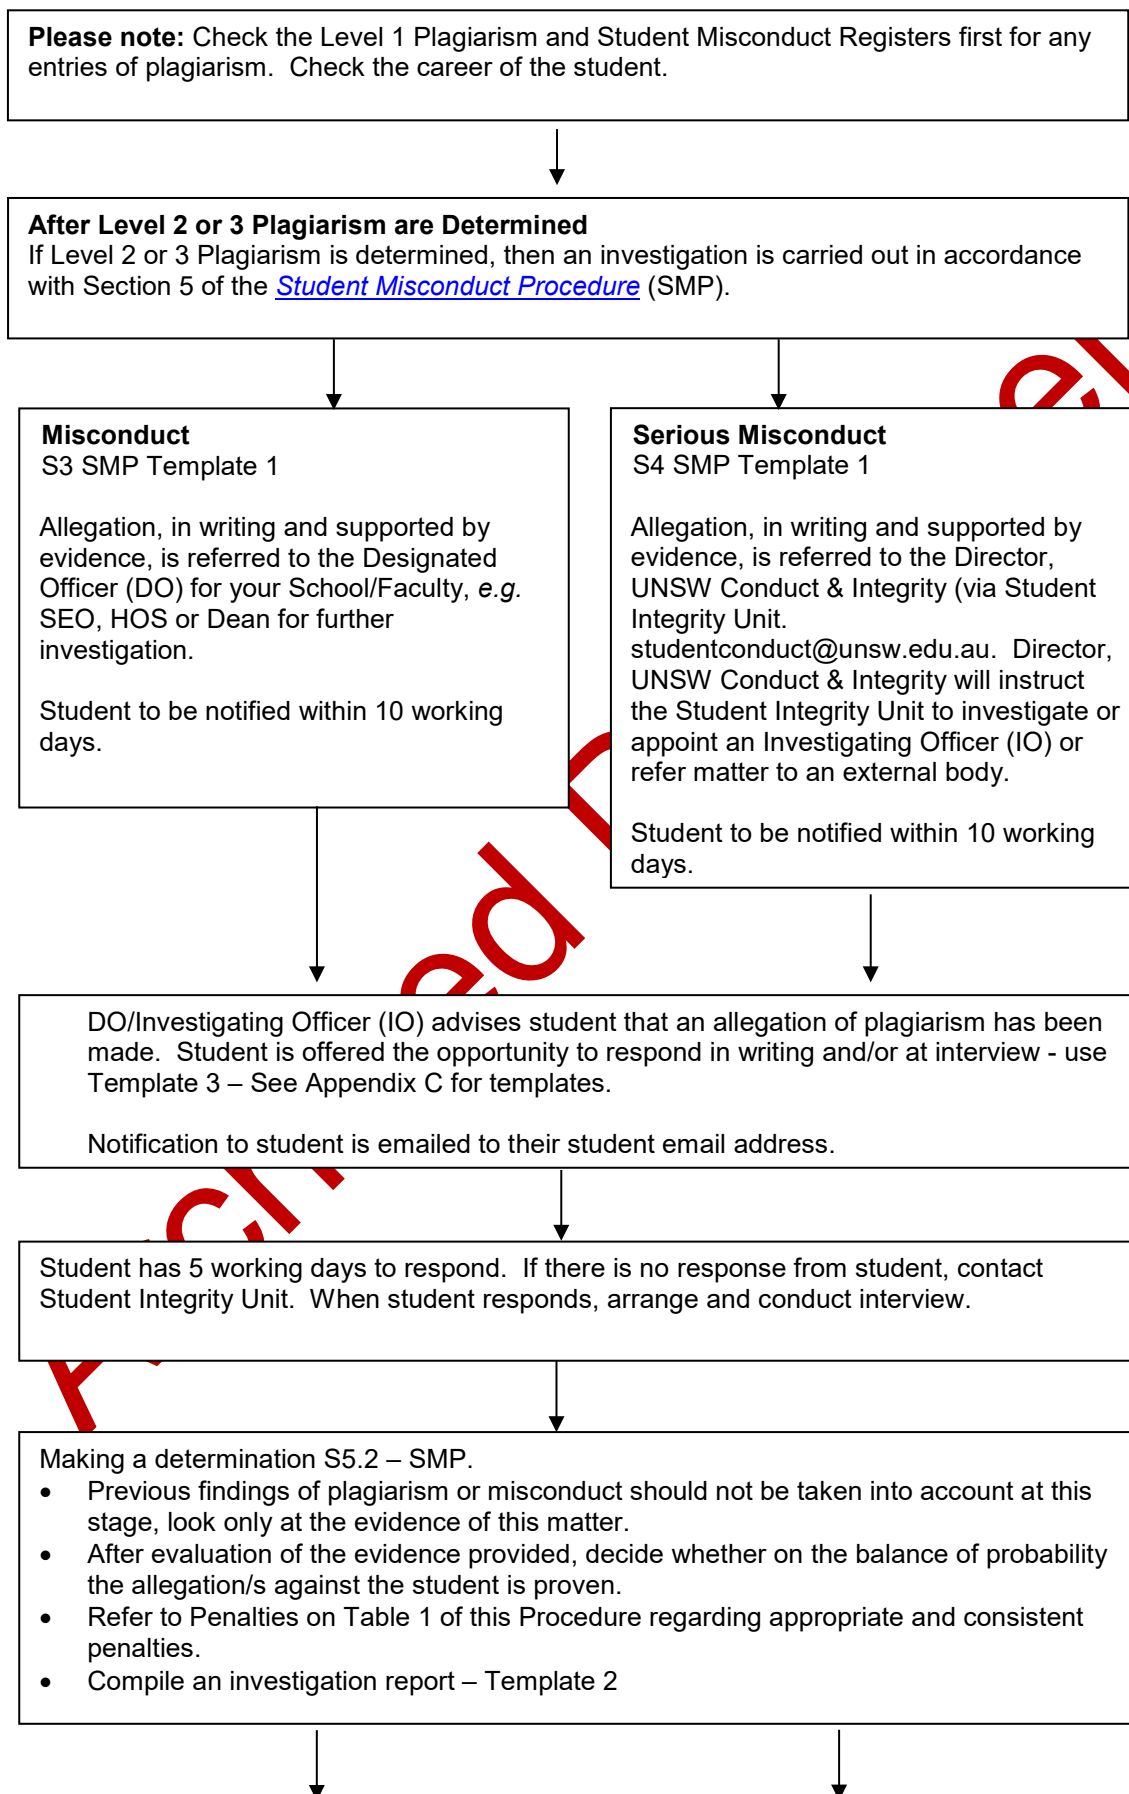 Please note: Check the Level 1 Plagiarism and Student Misconduct Registers first for any
entries of plagiarism.  Check the career of the student.
After Level 2 or 3 Plagiarism are Determined
If Level 2 or 3 Plagiarism is determined, then an investigation is carried out in accordance
with Section 5 of the Student Misconduct Procedure (SMP).
Misconduct
S3 SMP Template 1
Allegation, in writing and supported by
evidence, is referred to the Designated
Officer (DO) for your School/Faculty, e.g.
SEO, HOS or Dean for further
investigation.
Student to be notified within 10 working
days.
Serious Misconduct
S4 SMP Template 1
Allegation, in writing and supported by
evidence, is referred to the Director,
UNSW Conduct & Integrity (via Student
Integrity Unit.
studentconduct@unsw.edu.au.  Director,
UNSW Conduct & Integrity will instruct
the Student Integrity Unit to investigate or
appoint an Investigating Officer (IO) or
refer matter to an external body.
Student to be notified within 10 working
days.
DO/Investigating Officer (IO) advises student that an allegation of plagiarism has been
made.  Student is offered the opportunity to respond in writing and/or at interview - use
Template 3 – See Appendix C for templates.
Notification to student is emailed to their student email address.
Student has 5 working days to respond.  If there is no response from student, contact
Student Integrity Unit.  When student responds, arrange and conduct interview.
Making a determination S5.2 – SMP.
• Previous findings of plagiarism or misconduct should not be taken into account at this
stage, look only at the evidence of this matter.
• After evaluation of the evidence provided, decide whether on the balance of probability
the allegation/s against the student is proven.
• Refer to Penalties on Table 1 of this Procedure regarding appropriate and consistent
penalties.
• Compile an investigation report – Template 2